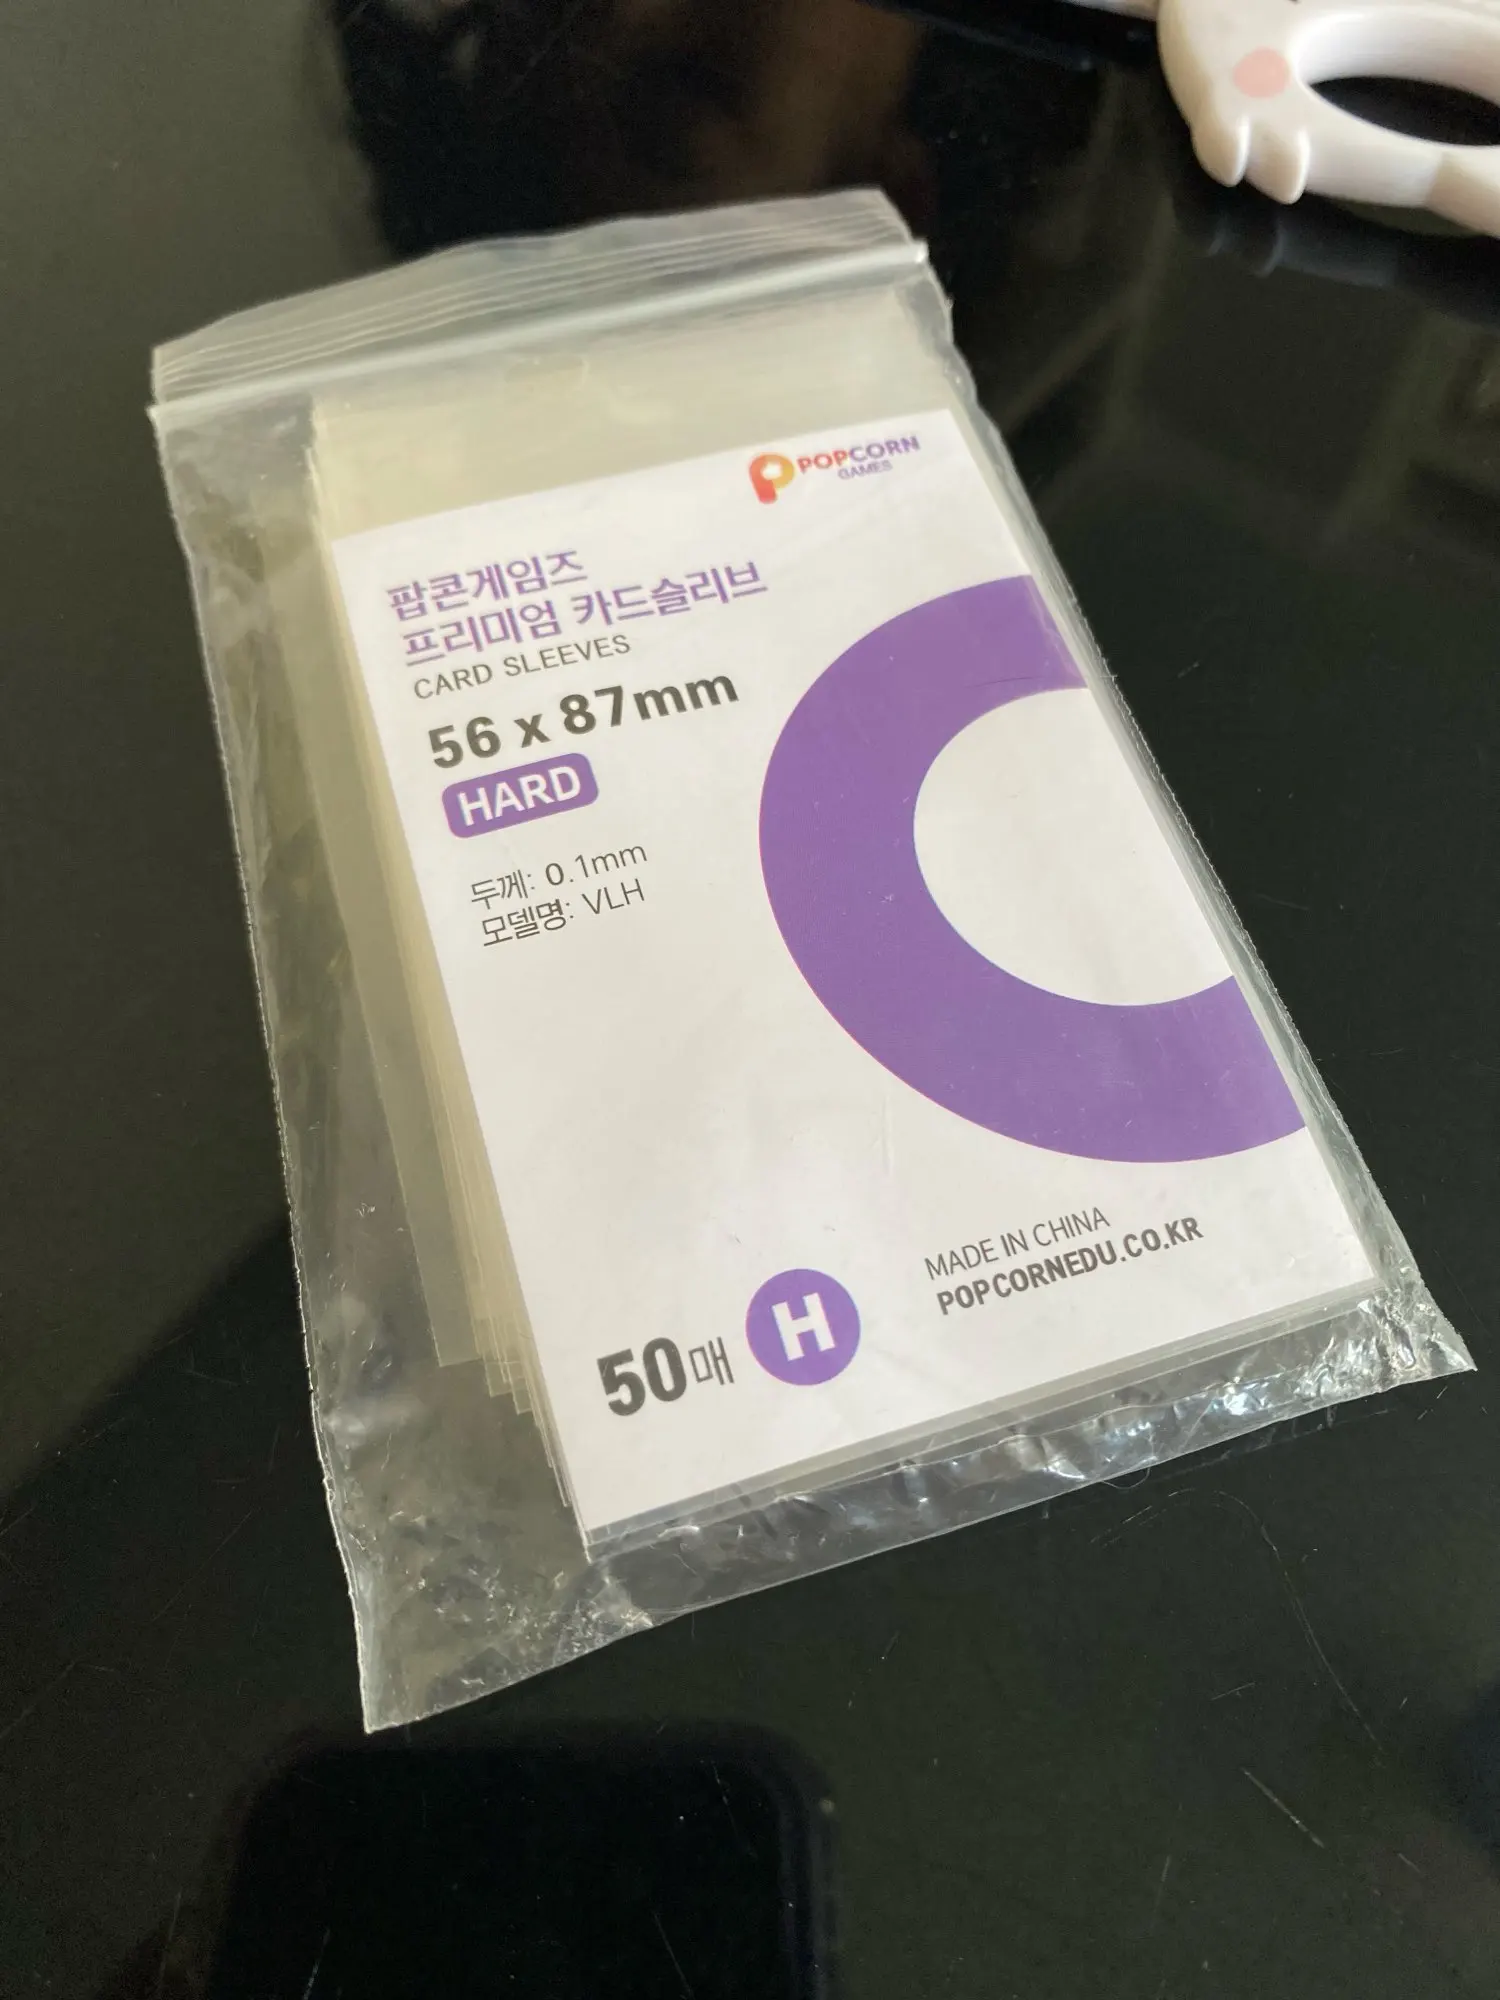 POPCORN
GAMES
팝콘게임즈
프리미엄 카드슬리브
CARD SLEEVES
56 x 87mm
HARD
두께: 0.1mm
모델명: VLH
MADE IN CHINA
POPCORNEDU.CO.KR
50매 H